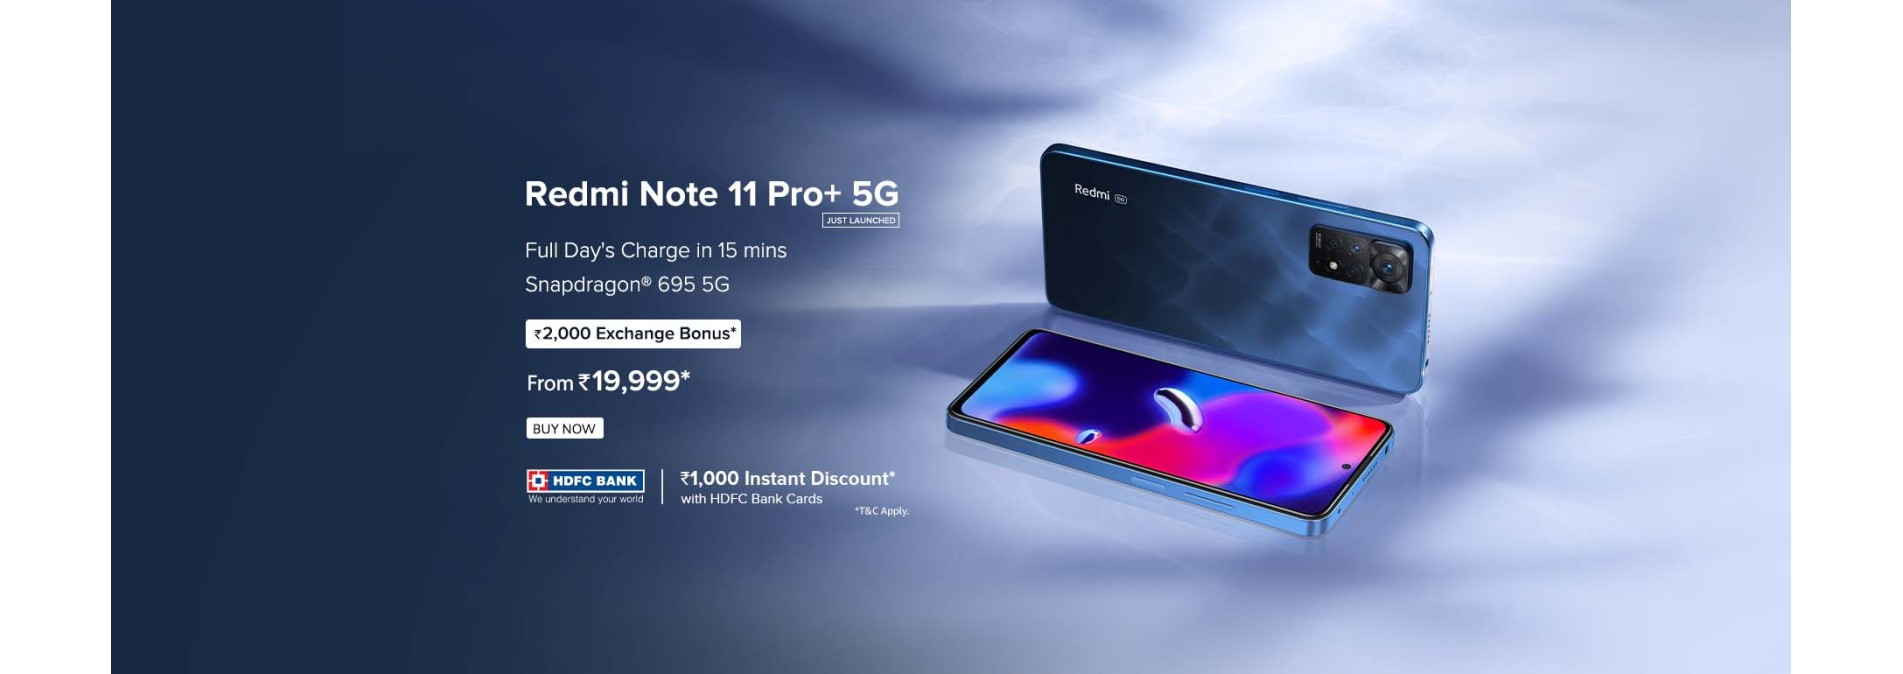 Redmi Note 11 Pro+ 5G
JUST LAUNCHED
Full Day's Charge in 15 mins
Snapdragon® 695 5G
₹2,000 Exchange Bonus*
From ₹19,999*
BUY NOW
HDFC BANK
We understand your world
₹1,000 Instant Discount*
with HDFC Bank Cards
*T&C Apply.
Redmi 5G